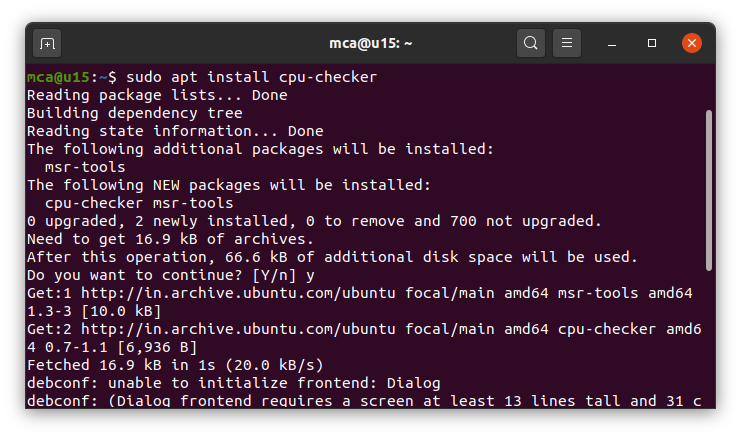 mca@u15: ~
mca@u15:~$ sudo apt install cpu-checker
Reading package lists... Done
Building dependency tree
Reading state information... Done
The following additional packages will be installed:
  msr-tools
The following NEW packages will be installed:
  cpu-checker msr-tools
0 upgraded, 2 newly installed, 0 to remove and 700 not upgraded.
Need to get 16.9 kB of archives.
After this operation, 66.6 kB of additional disk space will be used.
Do you want to continue? [Y/n] y
Get:1 http://in.archive.ubuntu.com/ubuntu focal/main amd64 msr-tools amd64
1.3-3 [10.0 kB]
Get:2 http://in.archive.ubuntu.com/ubuntu focal/main amd64 cpu-checker amd6
4 0.7-1.1 [6,936 B]
Fetched 16.9 kB in 1s (20.0 kB/s)
debconf: unable to initialize frontend: Dialog
debconf: (Dialog frontend requires a screen at least 13 lines tall and 31 c